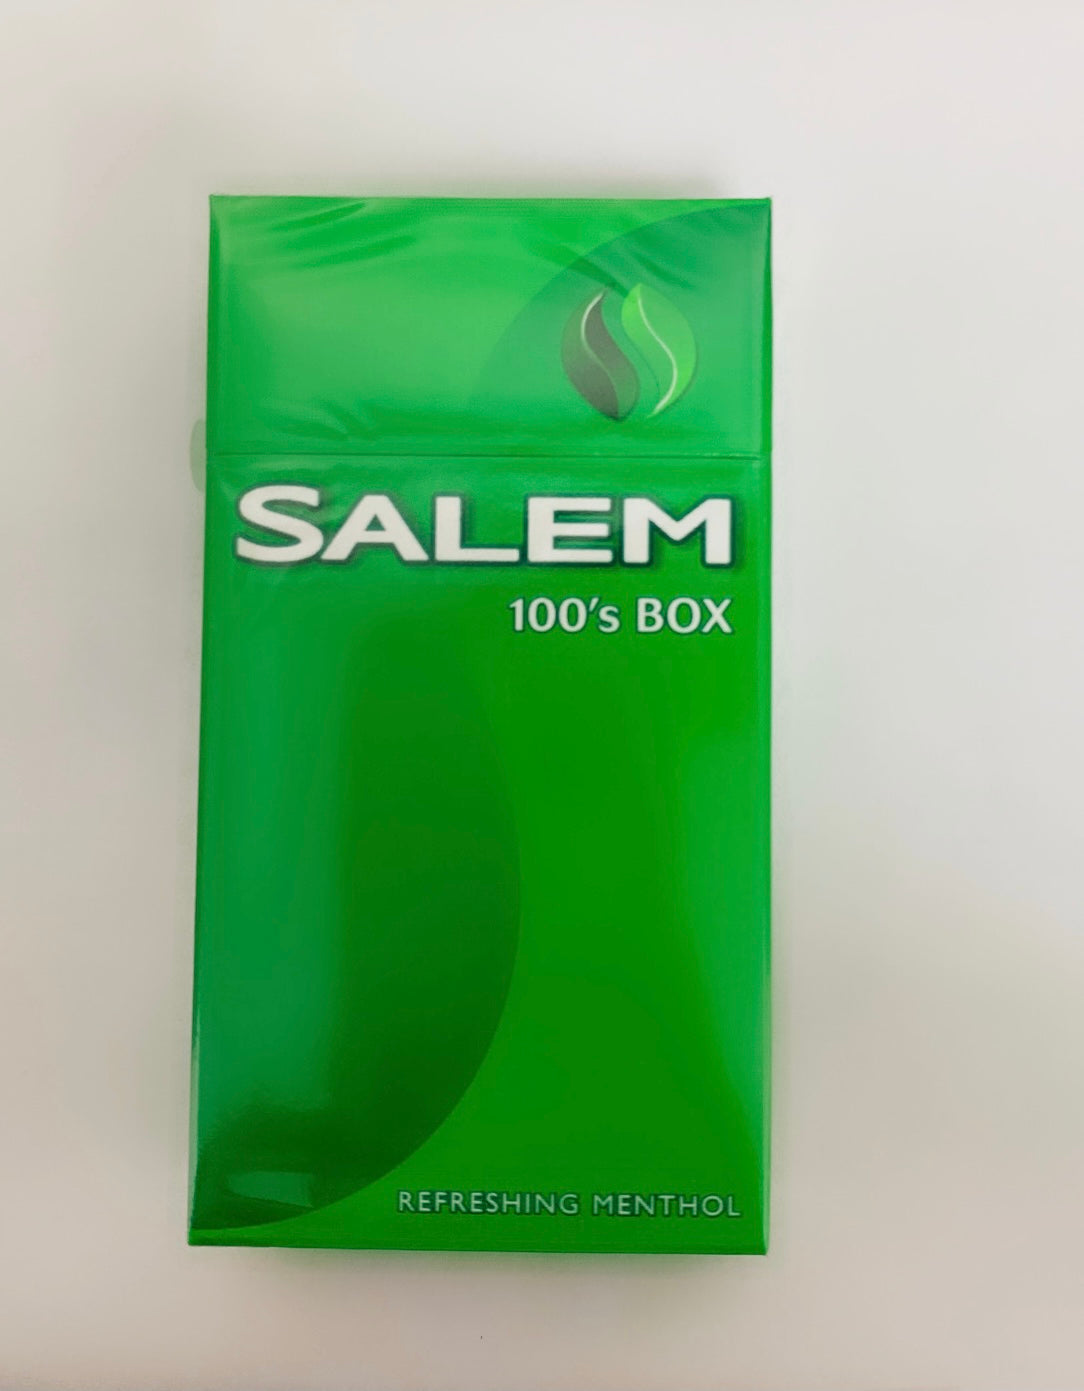 SALEM
100's BOX
REFRESHING MENTHOL